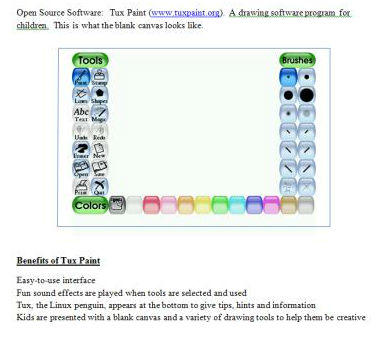 Open Source Software:  Tux Paint (www.tuxpaint.org).  A drawing software program for
children.  This is what the blank canvas looks like.
Tools
Brushes
Paint Stamp
Lines Shapes
Abc
Text Magic
Undo Redo
Eraser New
Open Save
Print Quit
Colors
Benefits of Tux Paint
Easy-to-use interface
Fun sound effects are played when tools are selected and used
Tux, the Linux penguin, appears at the bottom to give tips, hints and information
Kids are presented with a blank canvas and a variety of drawing tools to help them be creative